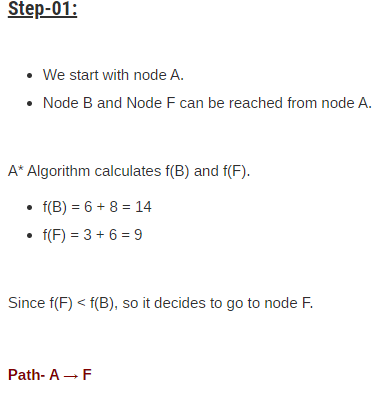 Step-01:
• We start with node A.
• Node B and Node F can be reached from node A.
A* Algorithm calculates f(B) and f(F).
• f(B) = 6 + 8 = 14
• f(F) = 3 + 6 = 9
Since f(F) < f(B), so it decides to go to node F.
Path- A → F